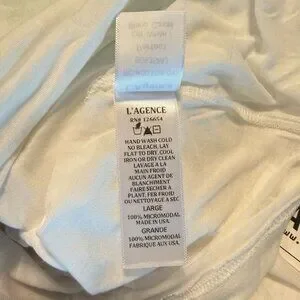 L'AGENCE
RN# 126654
HAND WASH COLD
NO BLEACH, LAY
FLAT TO DRY, COOL
IRON OR DRY CLEAN
LAVAGE A LA
MAIN FROID
AUCUN AGENT DE
BLANCHIMENT
FAIRE SECHER A
PLANT, FER FROID
OU NETTOYAGE A SEC
LARGE
100% MICROMODAL
MADE IN U.S.A.
GRANDE
100% MICROMODAL
FABRIQUE AUX USA.